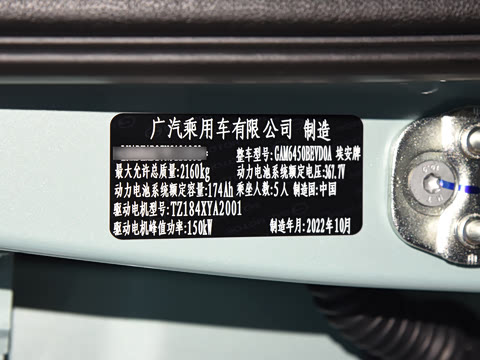 广汽乘用车有限公司 制造
整车型号:GAM6450BEVD0A 埃安牌
最大允许总质量:2160kg 动力电池系统额定电压:367.7V
动力电池系统额定容量:174Ah 乘坐人数:5人 制造国:中国
驱动电机型号:TZ184XYA2001
驱动电机峰值功率:150kW 制造年月:2022年10月